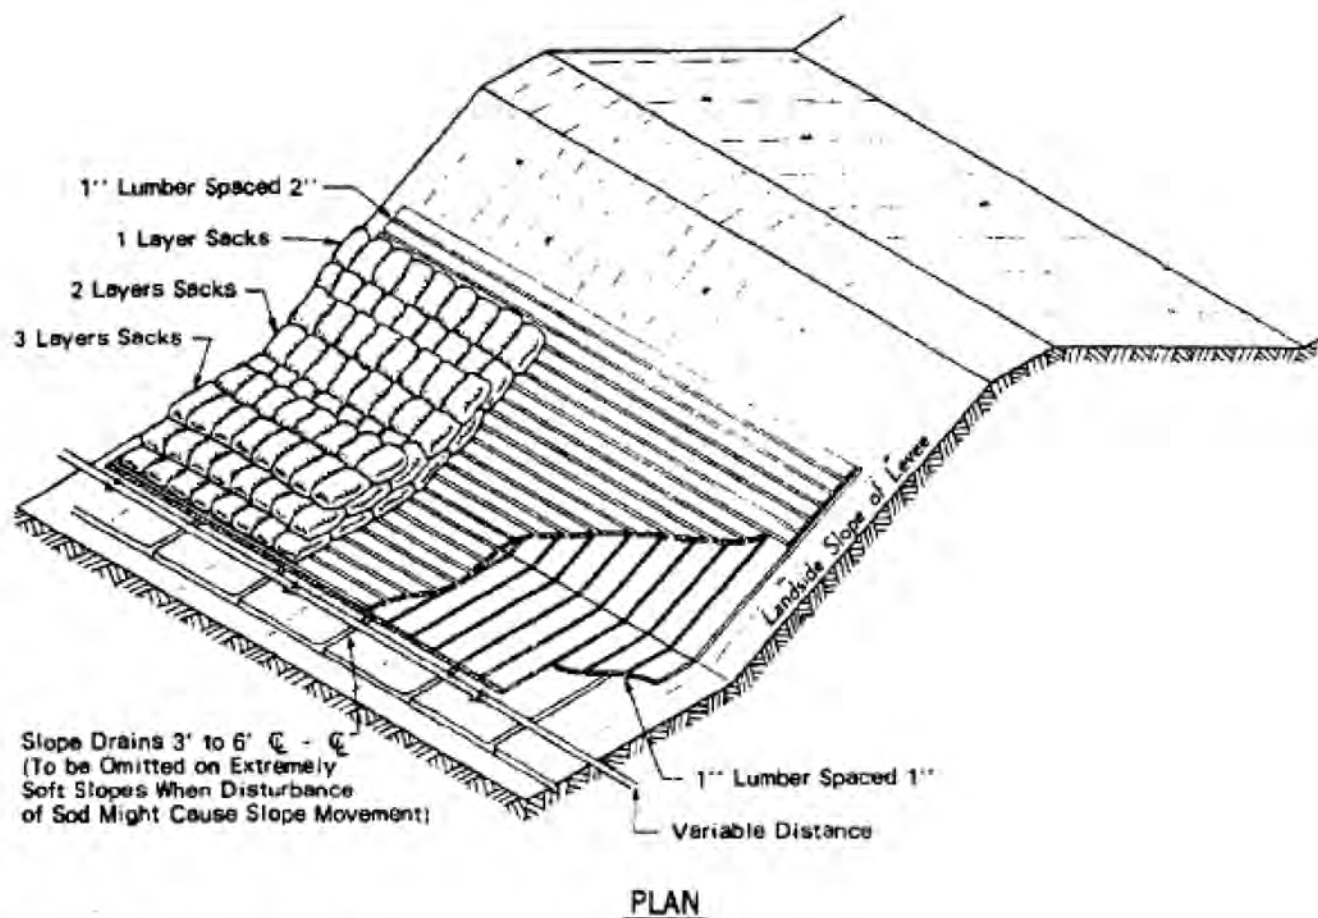 1'' Lumber Spaced 2''
1 Layer Sacks
2 Layers Sacks
3 Layers Sacks
Landside Slope of Levee
Slope Drains 3' to 6' ℄ - ℄
(To be Omitted on Extremely
Soft Slopes When Disturbance
of Sod Might Cause Slope Movement)
1'' Lumber Spaced 1''
Variable Distance
PLAN